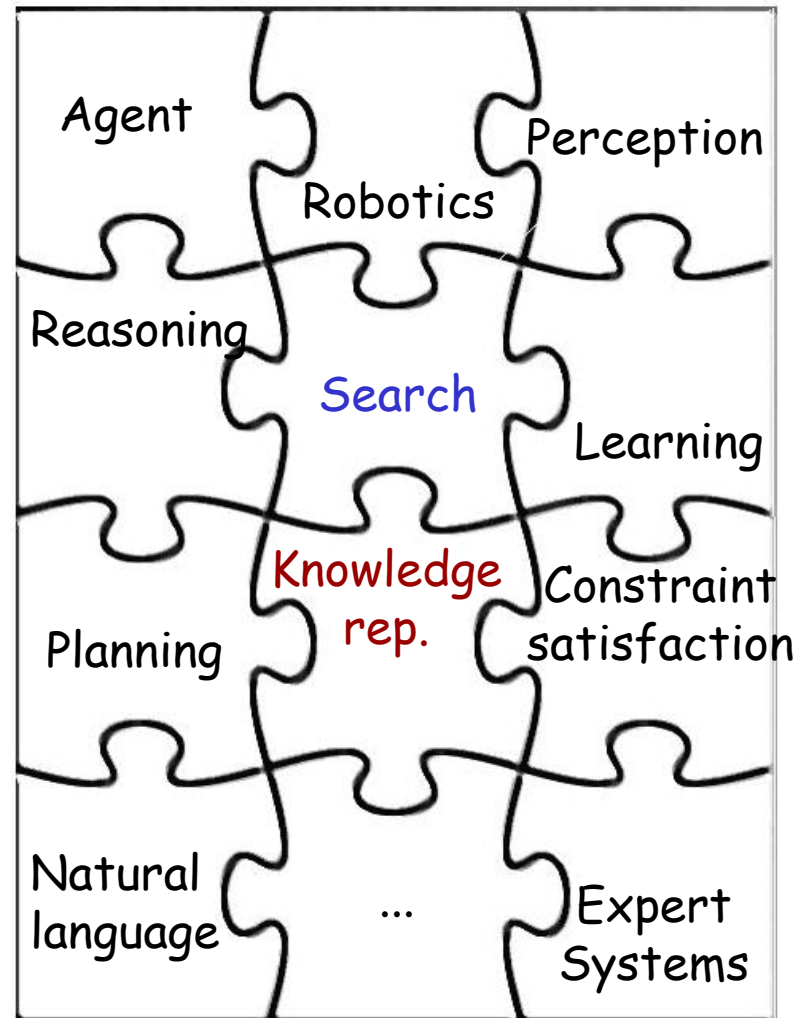 Agent
Perception
Robotics
Reasoning
Search
Learning
Knowledge
rep.
Constraint
satisfaction
Planning
Natural
language
...
Expert
Systems